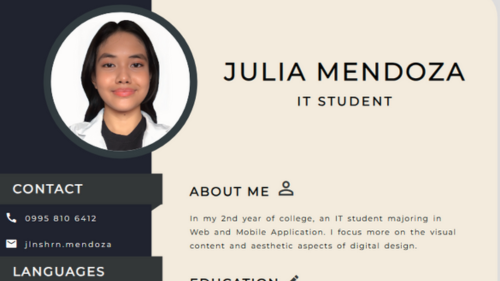 JULIA MENDOZA
IT STUDENT
CONTACT
0995 810 6412
jlnshrn.mendoza
LANGUAGES
ABOUT ME
In my 2nd year of college, an IT student majoring in
Web and Mobile Application. I focus more on the visual
content and aesthetic aspects of digital design.
EDUCATION